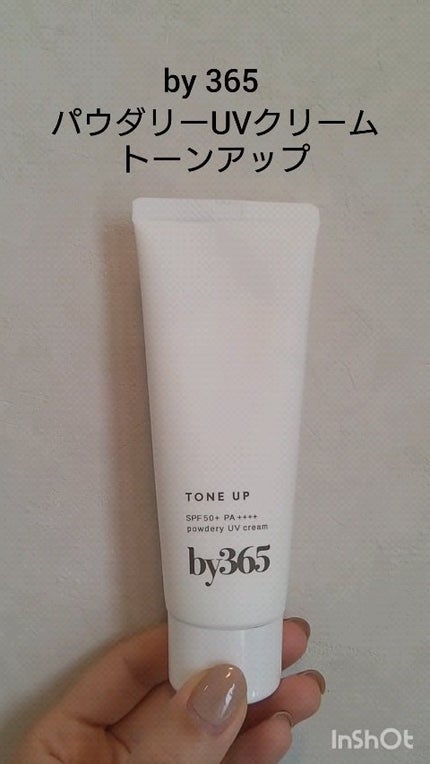 by 365
パウダリーUVクリーム
トーンアップ
TONE UP
SPF50+ PA++++
powdery UV cream
by365
InShOt